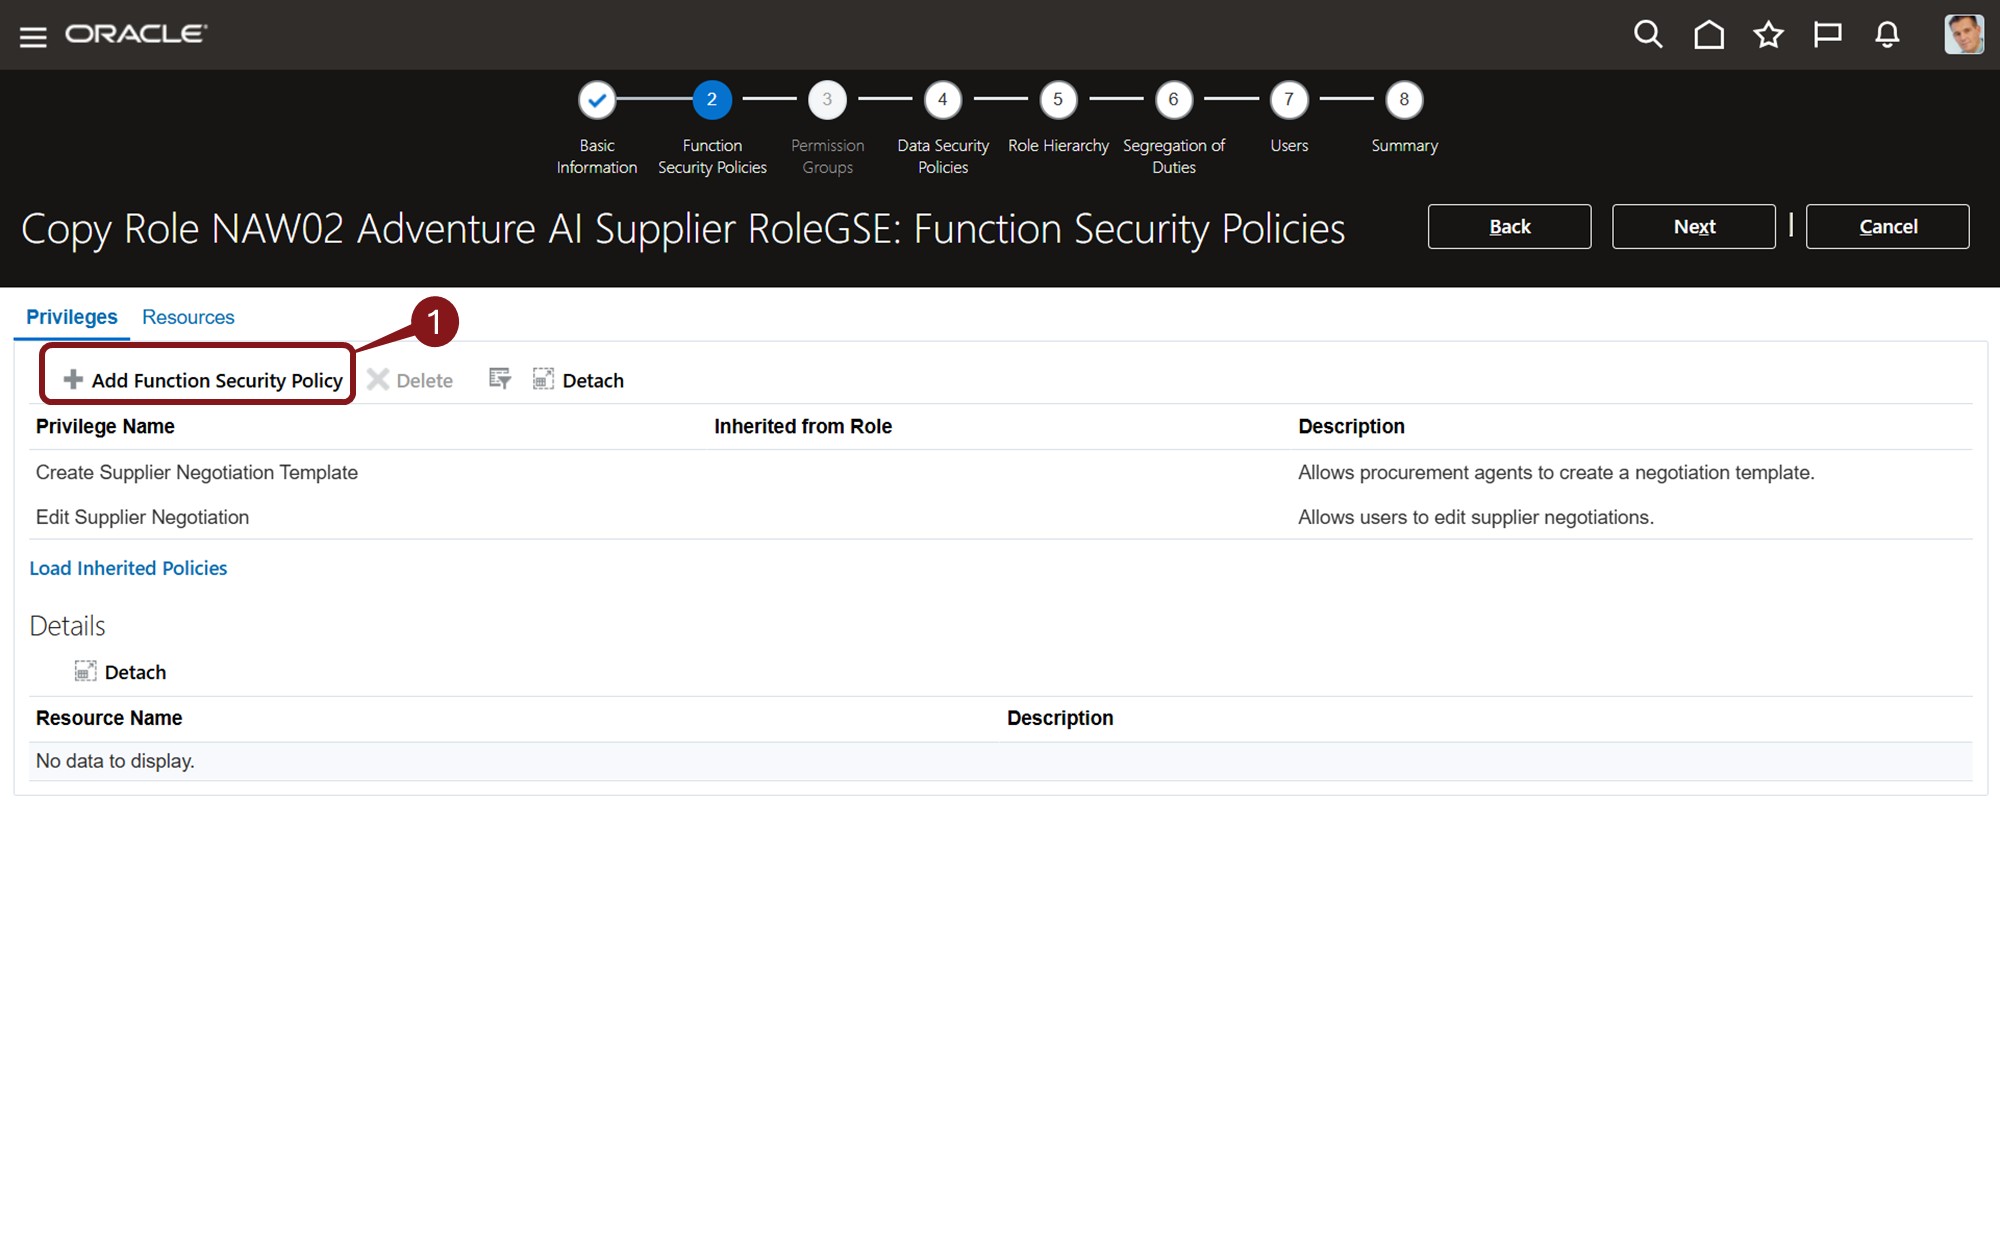 ORACLE
2 3 4 5 6 7 8
Basic Information
Function Security Policies
Permission Groups
Data Security Policies
Role Hierarchy
Segregation of Duties
Users
Summary
Copy Role NAW02 Adventure AI Supplier RoleGSE: Function Security Policies
Back Next | Cancel
Privileges Resources
1
Add Function Security Policy Delete Detach
Privilege Name Inherited from Role Description
Create Supplier Negotiation Template Allows procurement agents to create a negotiation template.
Edit Supplier Negotiation Allows users to edit supplier negotiations.
Load Inherited Policies
Details
Detach
Resource Name Description
No data to display.